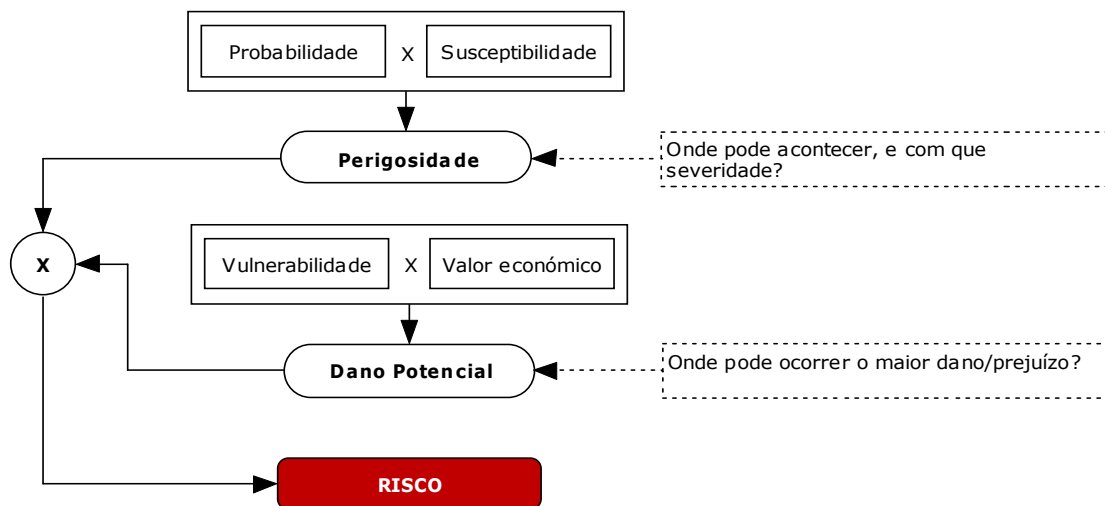 Probabilidade X Susceptibilidade
Perigosidade
Onde pode acontecer, e com que
severidade?
Vulnerabilidade X Valor económico
X
Dano Potencial
Onde pode ocorrer o maior dano/prejuízo?
RISCO